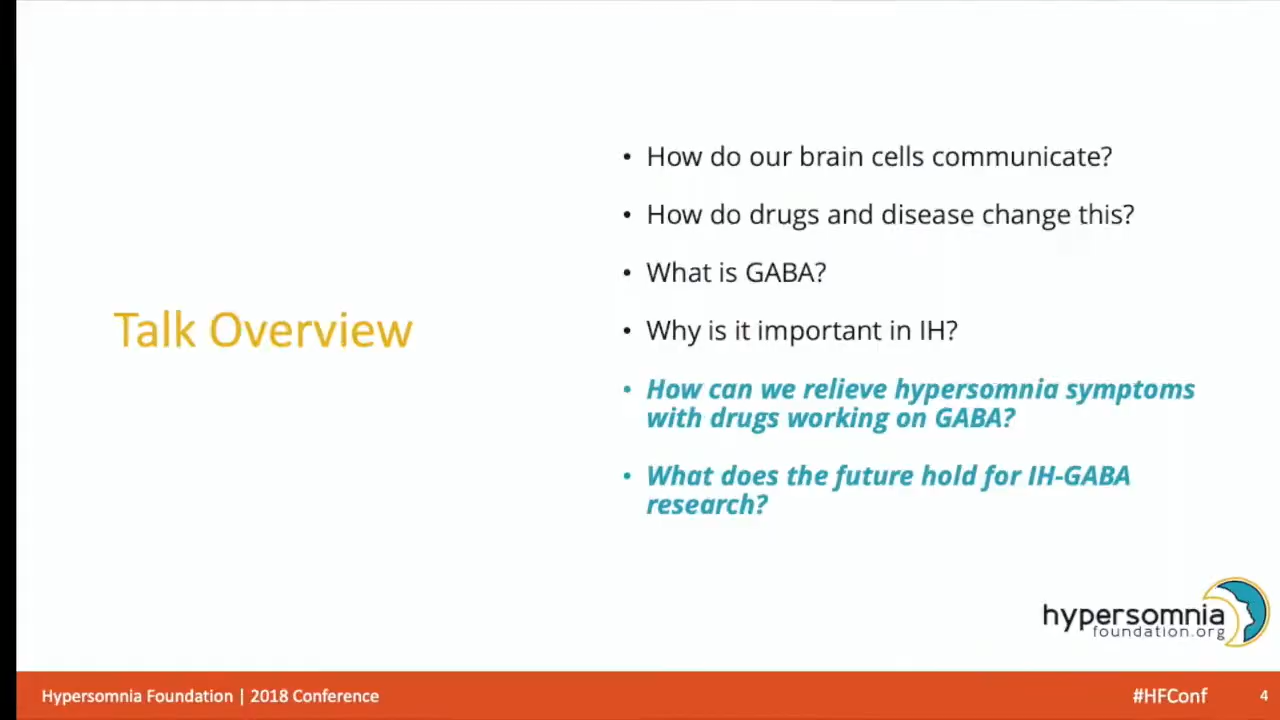 Talk Overview
• How do our brain cells communicate?
• How do drugs and disease change this?
• What is GABA?
• Why is it important in IH?
• How can we relieve hypersomnia symptoms
with drugs working on GABA?
• What does the future hold for IH-GABA
research?
hypersomnia
foundation.org
Hypersomnia Foundation | 2018 Conference
#HFConf
4